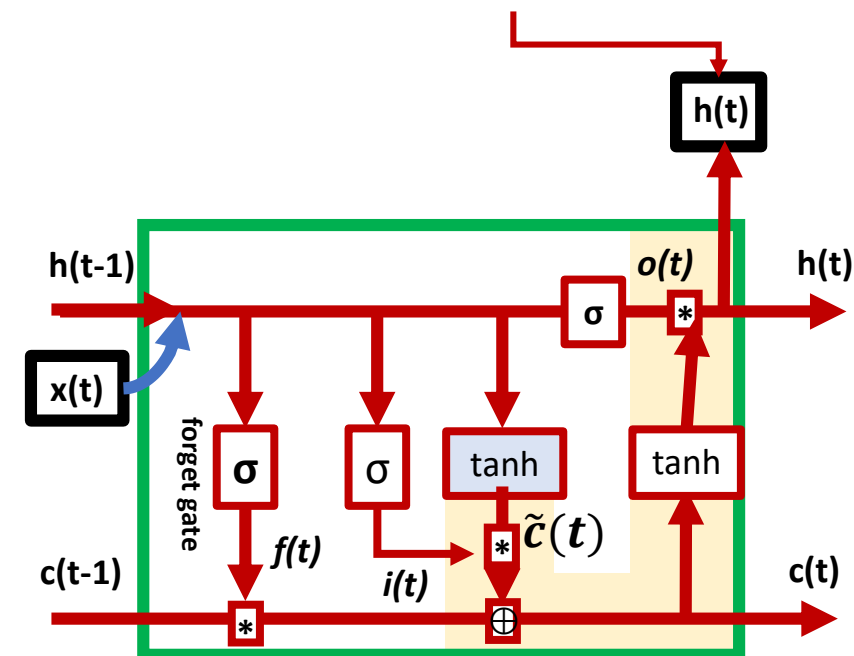 h(t)
h(t-1)
o(t)
h(t)
σ
*
x(t)
forget gate
σ
σ
tanh
tanh
f(t)
*
c̃(t)
c(t-1)
i(t)
c(t)
*
⊕